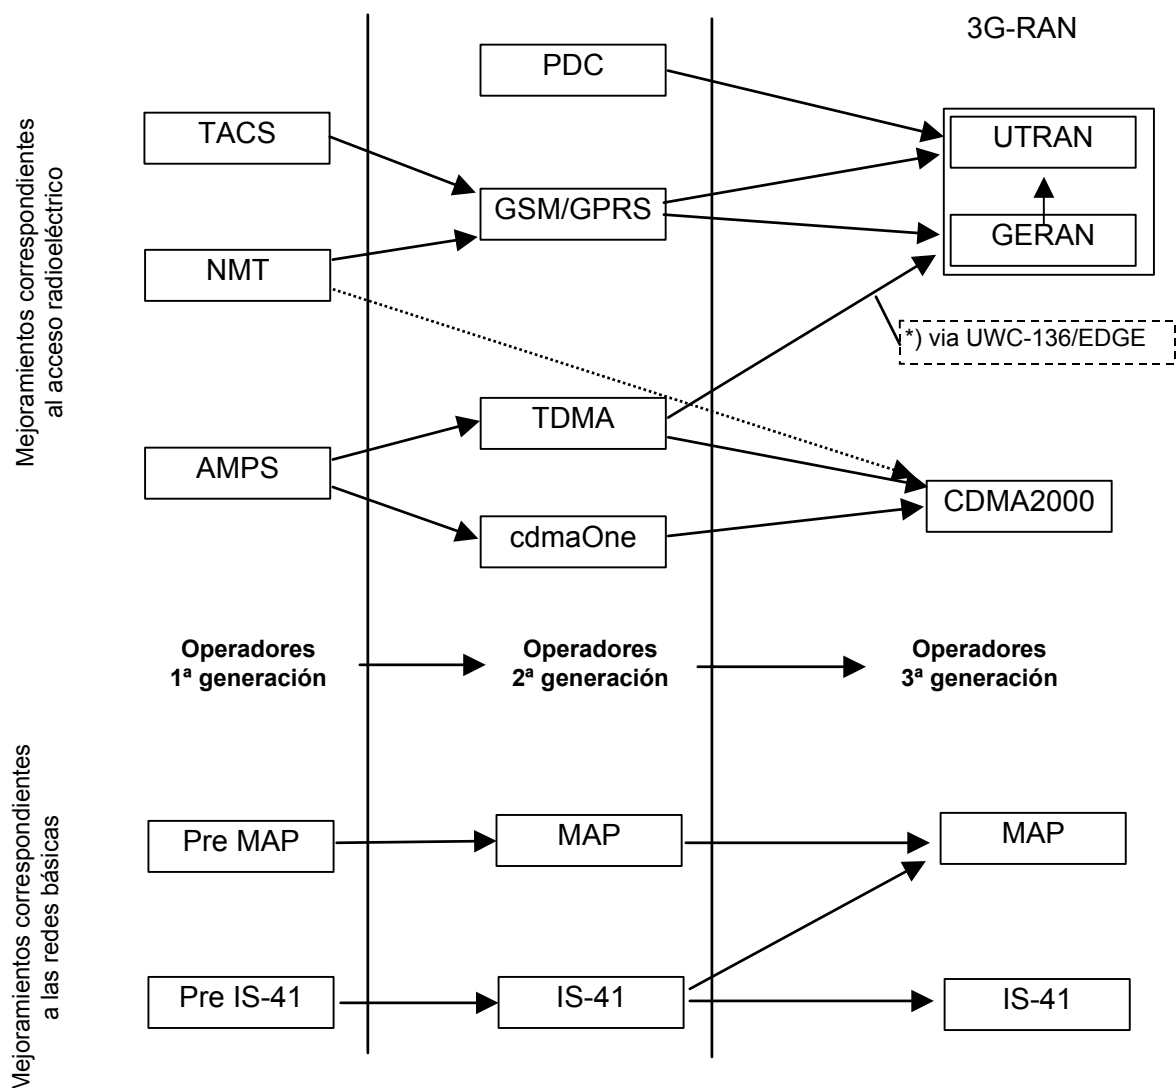 3G-RAN
PDC
TACS
UTRAN
GSM/GPRS
GERAN
NMT
*) via UWC-136/EDGE
TDMA
AMPS
CDMA2000
cdmaOne
Mejoramientos correspondientes
al acceso radioeléctrico
Operadores
1ª generación
Operadores
2ª generación
Operadores
3ª generación
Pre MAP
MAP
MAP
Pre IS-41
IS-41
IS-41
Mejoramientos correspondientes
a las redes básicas